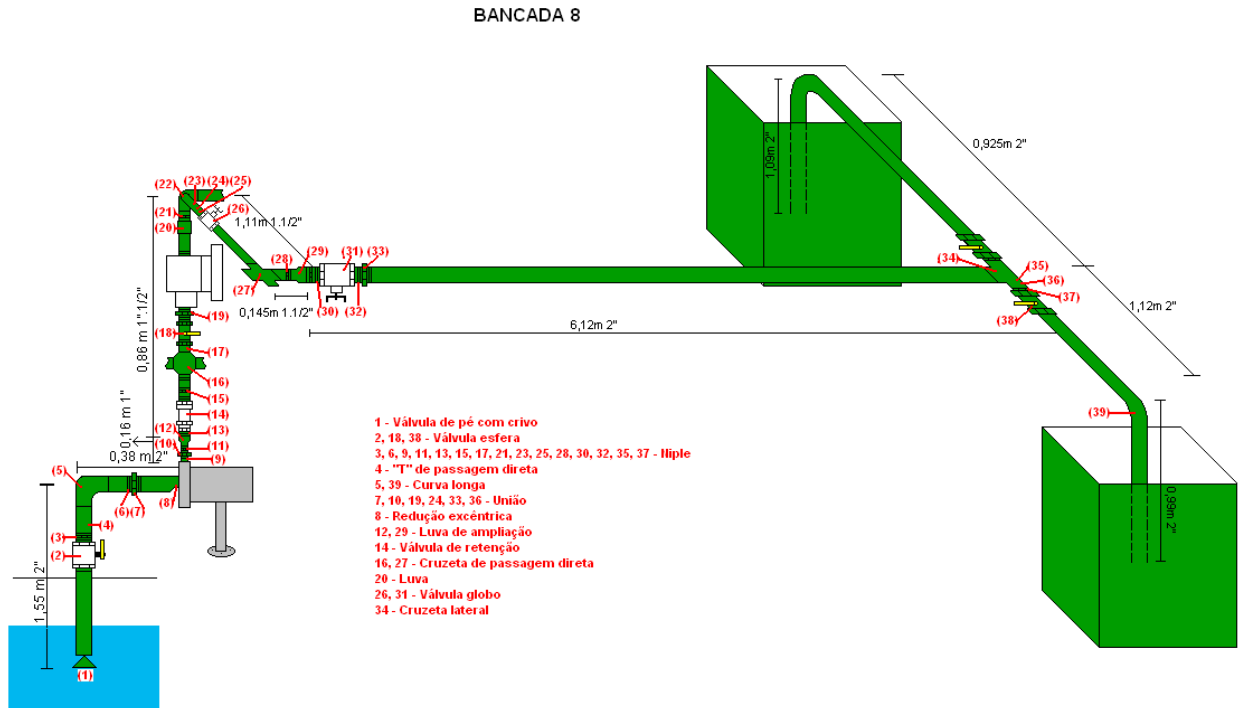 BANCADA 8
0,925m 2"
1,09m 2"
(22) (23) (24) (25)
(21) (26)
(20)
1,11m 1.1/2"
(29) (31) (33)
(28)
(27)
(30) (32)
0,145m 1.1/2"
(34) (35)
(36)
(37)
(38)
1,12m 2"
6,12m 2"
0,86 m 1".1/2"
(19)
(18)
(17)
(16)
(15)
(14)
(12) (13)
(10) (11)
(9)
0,16 m 1"
0,38 m 2"
(5)
(6) (7) (8)
(4)
(3)
(2)
1,55 m 2"
(1)
(39)
0,99m 2"
1 - Válvula de pé com crivo
2, 18, 38 - Válvula esfera
3, 6, 9, 11, 13, 15, 17, 21, 23, 25, 28, 30, 32, 35, 37 - Niple
4 - "T" de passagem direta
5, 39 - Curva longa
7, 10, 19, 24, 33, 36 - União
8 - Redução excéntrica
12, 29 - Luva de ampliação
14 - Válvula de retenção
16, 27 - Cruzeta de passagem direta
20 - Luva
26, 31 - Válvula globo
34 - Cruzeta lateral